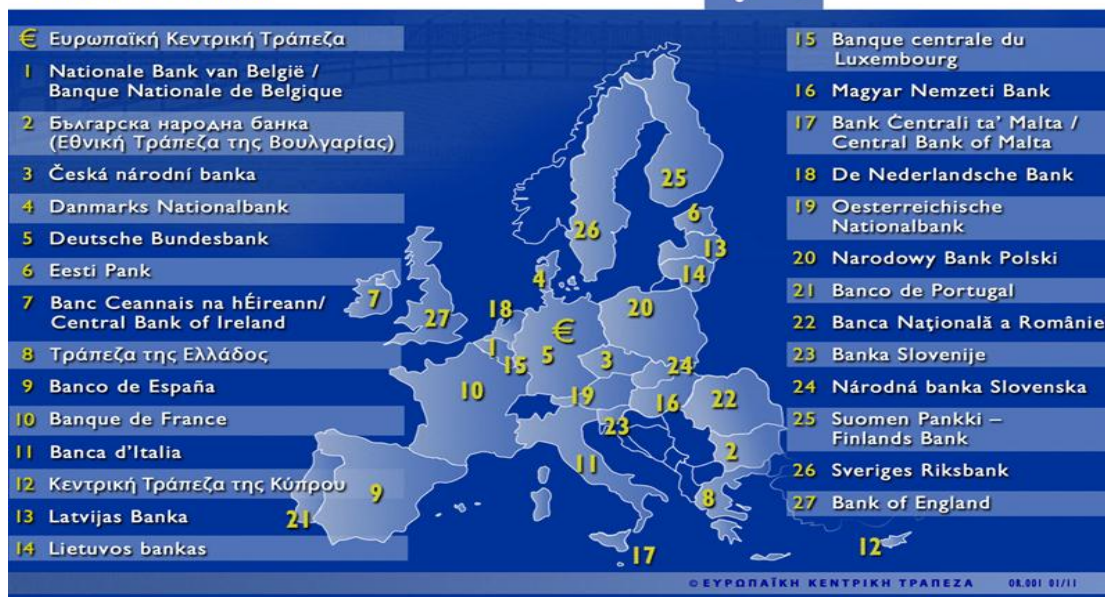 € Ευρωπαϊκή Κεντρική Τράπεζα
1 Nationale Bank van België /
Banque Nationale de Belgique
2 Българска народна банка
(Εθνική Τράπεζα της Βουλγαρίας)
3 Česká národní banka
4 Danmarks Nationalbank
5 Deutsche Bundesbank
6 Eesti Pank
7 Banc Ceannais na hÉireann/
Central Bank of Ireland
8 Τράπεζα της Ελλάδος
9 Banco de España
10 Banque de France
11 Banca d'Italia
12 Κεντρική Τράπεζα της Κύπρου
13 Latvijas Banka
14 Lietuvos bankas
15 Banque centrale du
Luxembourg
16 Magyar Nemzeti Bank
17 Bank Ċentrali ta' Malta /
Central Bank of Malta
18 De Nederlandsche Bank
19 Oesterreichische
Nationalbank
20 Narodowy Bank Polski
21 Banco de Portugal
22 Banca Naţională a României
23 Banka Slovenije
24 Národná banka Slovenska
25 Suomen Pankki –
Finlands Bank
26 Sveriges Riksbank
27 Bank of England
25
6
26
13
14
4
7
18
20
27
€
1
5
3
15
24
10
19
16
22
23
2
11
9
8
21
17
12
© ΕΥΡΩΠΑΪΚΗ ΚΕΝΤΡΙΚΗ ΤΡΑΠΕΖΑ 08.001 01/11